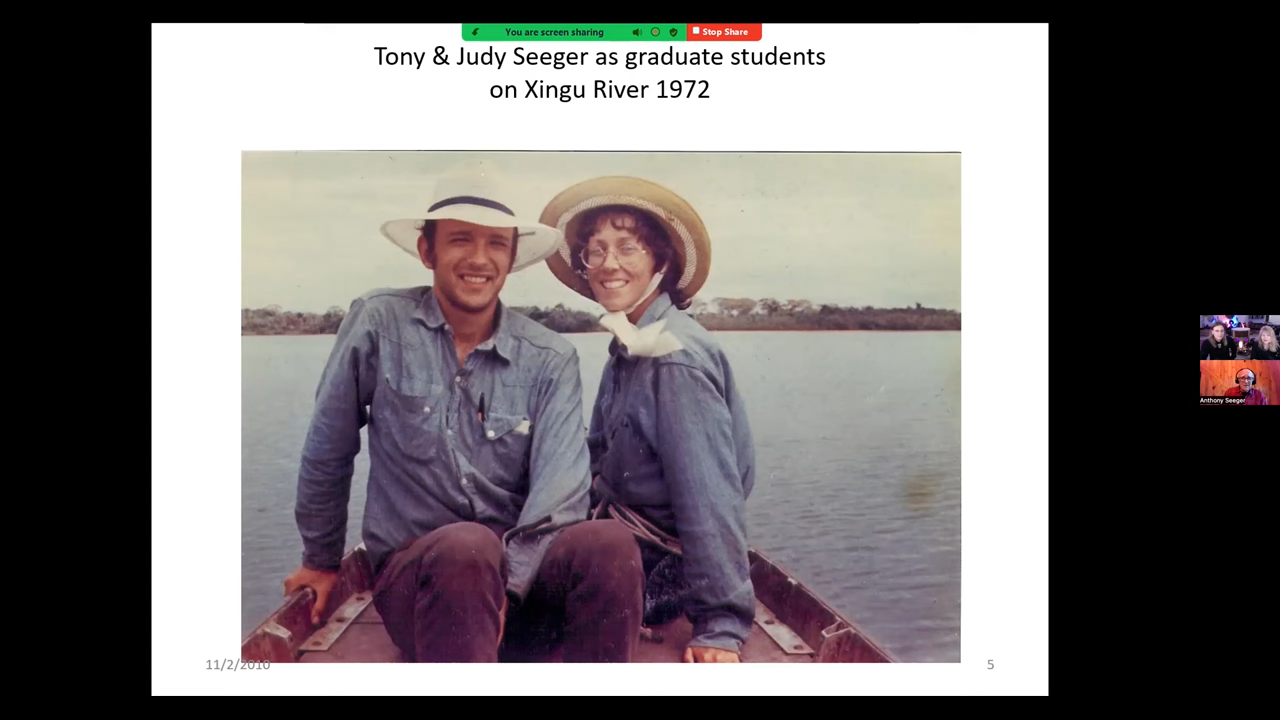 You are screen sharing
Stop Share
Tony & Judy Seeger as graduate students
on Xingu River 1972
Anthony Seeger
11/2/2010
5